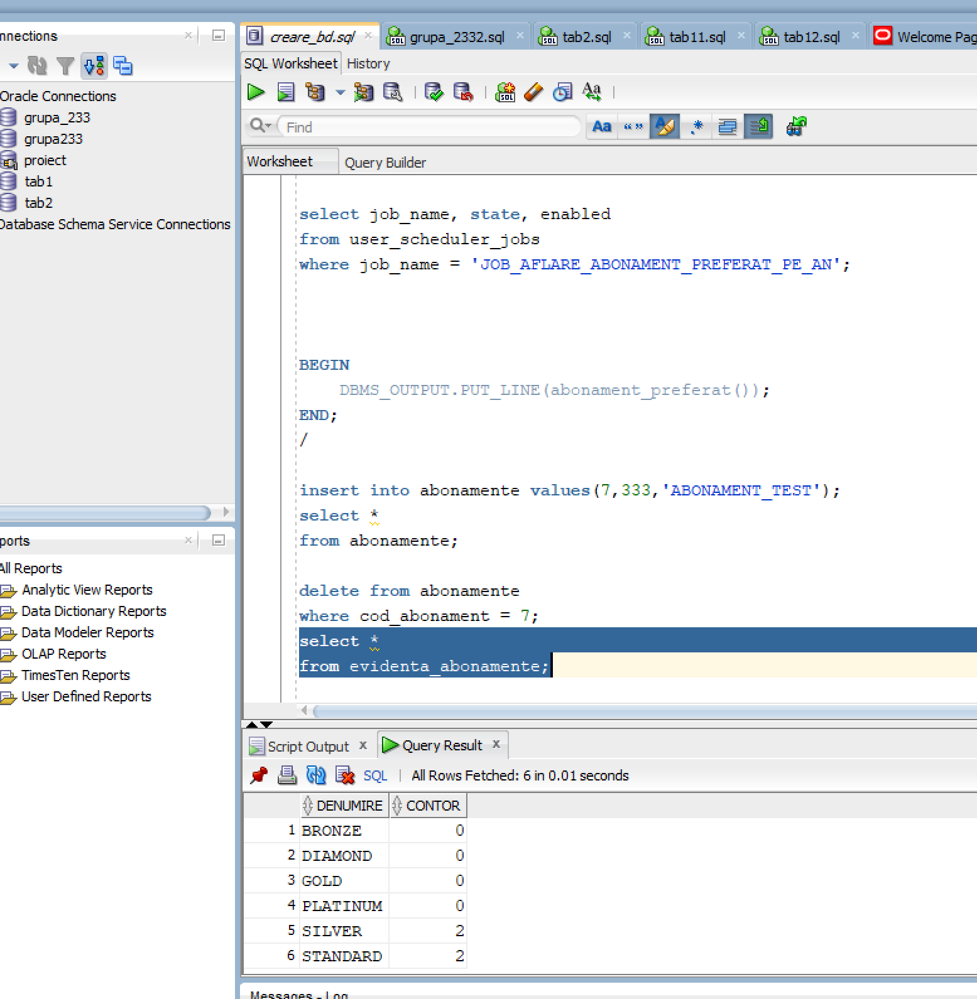 nnections
Oracle Connections
grupa_233
grupa233
proiect
tab1
tab2
Database Schema Service Connections
ports
All Reports
Analytic View Reports
Data Dictionary Reports
Data Modeler Reports
OLAP Reports
TimesTen Reports
User Defined Reports
creare_bd.sql
grupa_2332.sql
tab2.sql
tab11.sql
tab12.sql
Welcome Pag
SQL Worksheet History
Find
Aa “ ” .*
Worksheet Query Builder
select job_name, state, enabled
from user_scheduler_jobs
where job_name = 'JOB_AFLARE_ABONAMENT_PREFERAT_PE_AN';
BEGIN
DBMS_OUTPUT.PUT_LINE(abonament_preferat());
END;
/
insert into abonamente values(7,333,'ABONAMENT_TEST');
select *
from abonamente;
delete from abonamente
where cod_abonament = 7;
select *
from evidenta_abonamente;
Script Output x Query Result x
SQL | All Rows Fetched: 6 in 0.01 seconds
DENUMIRE CONTOR
1 BRONZE 0
2 DIAMOND 0
3 GOLD 0
4 PLATINUM 0
5 SILVER 2
6 STANDARD 2
Messages - Log